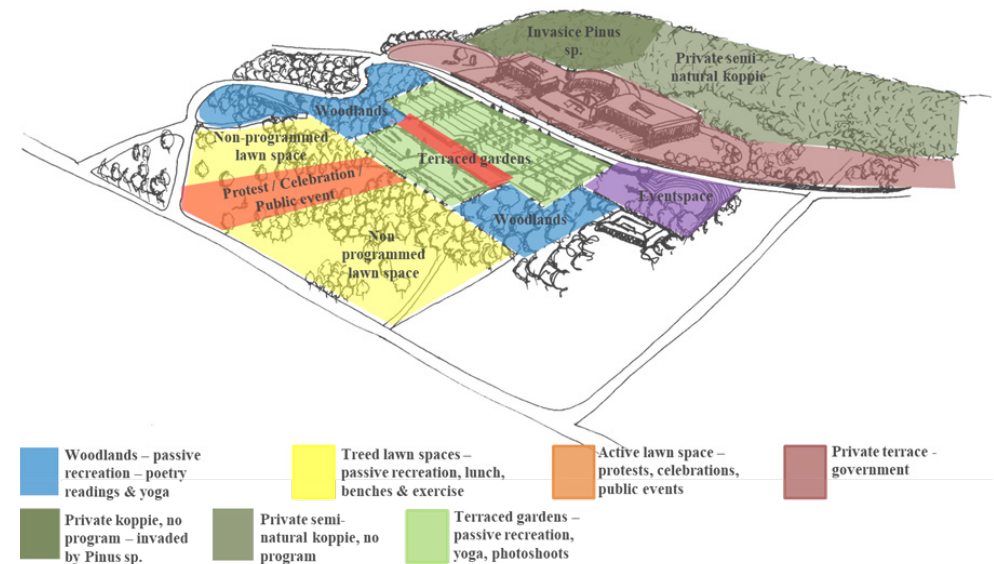 Invasice Pinus
sp.
Private semi-
natural koppie
Woodlands
Non-programmed
lawn space
Terraced gardens
Protest / Celebration /
Public event
Eventspace
Woodlands
Non
programmed
lawn space
Woodlands – passive
recreation – poetry
readings & yoga
Treed lawn spaces –
passive recreation, lunch,
benches & exercise
Active lawn space –
protests, celebrations,
public events
Private terrace -
government
Private koppie, no
program – invaded
by Pinus sp.
Private semi-
natural koppie, no
program
Terraced gardens –
passive recreation,
yoga, photoshoots